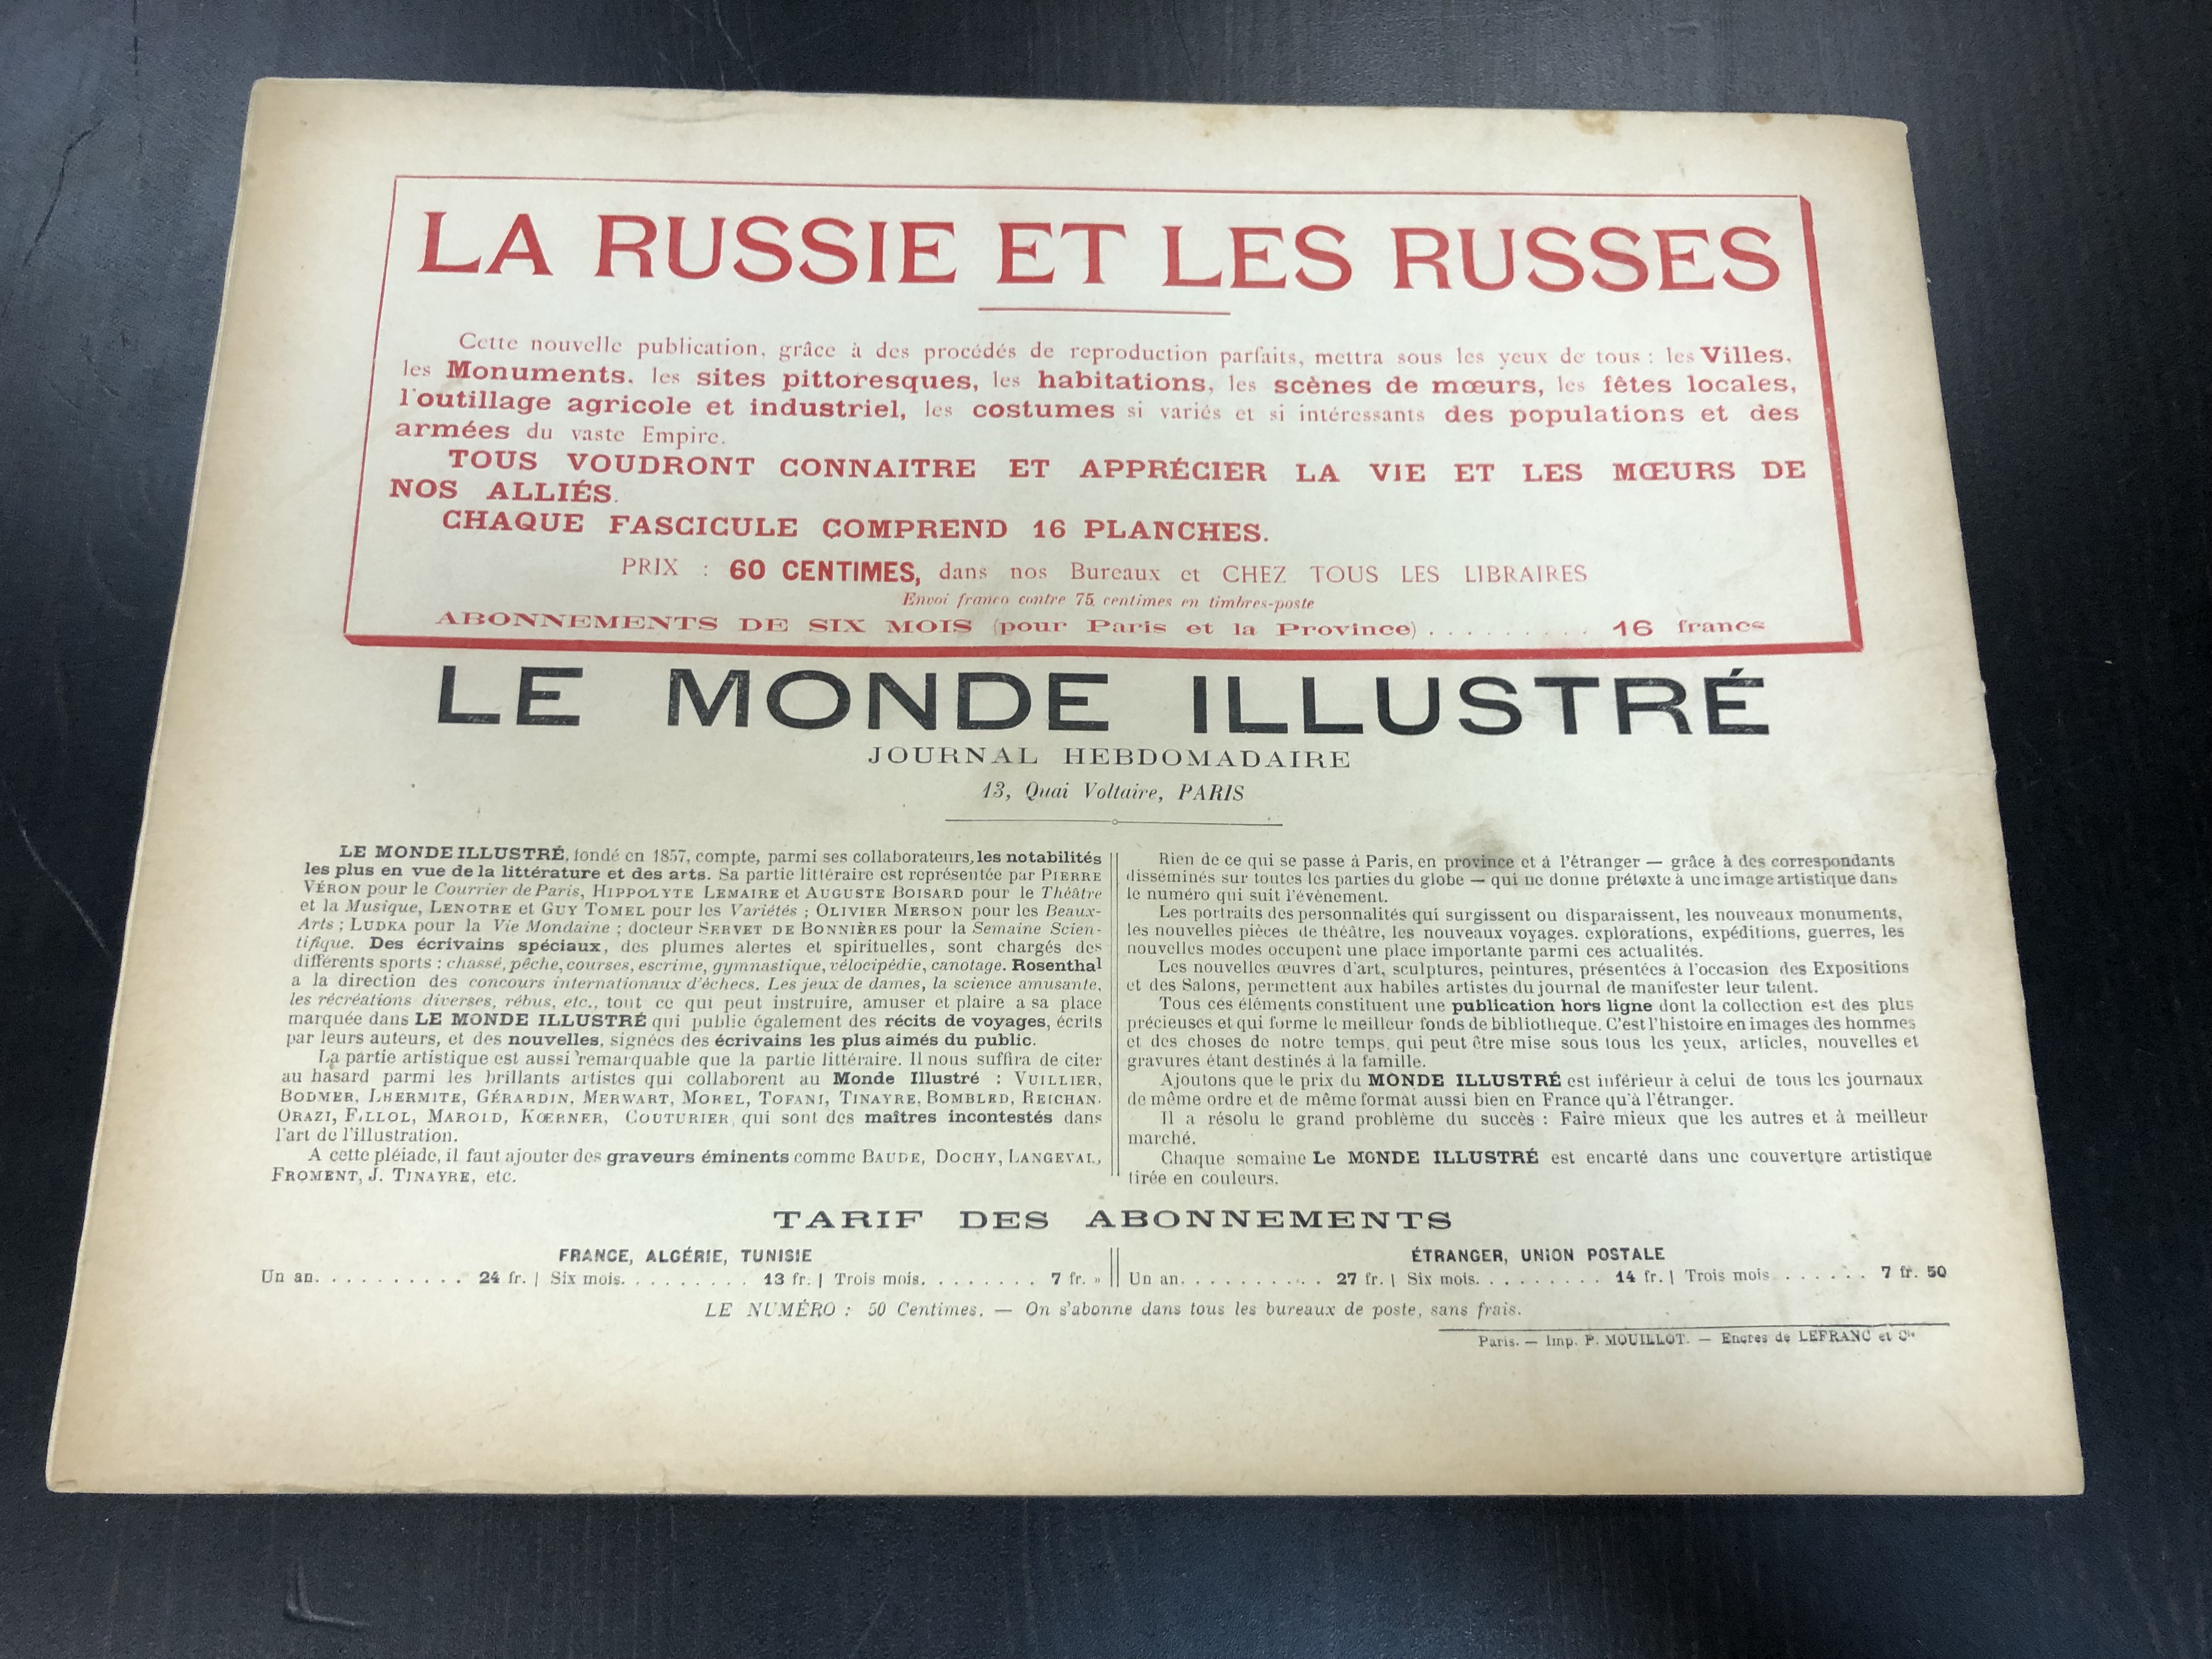 LA RUSSIE ET LES RUSSES
Cette nouvelle publication, grâce à des procédés de reproduction parfaits, mettra sous les yeux de tous : les Villes,
les Monuments, les sites pittoresques, les habitations, les scènes de mœurs, les fêtes locales,
l'outillage agricole et industriel, les costumes si variés et si intéressants des populations et des
armées du vaste Empire.
TOUS VOUDRONT CONNAITRE ET APPRÉCIER LA VIE ET LES MŒURS DE
NOS ALLIÉS.
CHAQUE FASCICULE COMPREND 16 PLANCHES.
PRIX : 60 CENTIMES, dans nos Bureaux et CHEZ TOUS LES LIBRAIRES
Envoi franco contre 75 centimes en timbres-poste
ABONNEMENTS DE SIX MOIS (pour Paris et la Province) . . . . . . . . . 16 francs
LE MONDE ILLUSTRÉ
JOURNAL HEBDOMADAIRE
13, Quai Voltaire, PARIS
LE MONDE ILLUSTRÉ, fondé en 1857, compte, parmi ses collaborateurs, les notabilités
les plus en vue de la littérature et des arts. Sa partie littéraire est représentée par PIERRE
VÉRON pour le Courrier de Paris, HIPPOLYTE LEMAIRE et AUGUSTE BOISARD pour le Théâtre
et la Musique, LENOTRE et GUY TOMEL pour les Variétés ; OLIVIER MERSON pour les Beaux-
Arts ; LUDKA pour la Vie Mondaine ; docteur SERVET DE BONNIÈRES pour la Semaine Scien-
tifique. Des écrivains spéciaux, des plumes alertes et spirituelles, sont chargés des
différents sports : chasse, pêche, courses, escrime, gymnastique, vélocipédie, canotage. Rosenthal
a la direction des concours internationaux d'échecs. Les jeux de dames, la science amusante,
les récréations diverses, rébus, etc., tout ce qui peut instruire, amuser et plaire a sa place
marquée dans LE MONDE ILLUSTRÉ qui publie également des récits de voyages, écrits
par leurs auteurs, et des nouvelles, signées des écrivains les plus aimés du public.
La partie artistique est aussi remarquable que la partie littéraire. Il nous suffira de citer
au hasard parmi les brillants artistes qui collaborent au Monde Illustré : VUILLIER,
BODMER, LHERMITE, GÉRARDIN, MERWART, MOREL, TOFANI, TINAYRE, BOMBLED, REICHAN,
ORAZI, FILLOL, MAROLD, KŒRNER, COUTURIER, qui sont des maîtres incontestés dans
l'art de l'illustration.
A cette pléiade, il faut ajouter des graveurs éminents comme BAUDE, DOCHY, LANGEVAL,
FROMENT, J. TINAYRE, etc.
Rien de ce qui se passe à Paris, en province et à l'étranger — grâce à des correspondants
disséminés sur toutes les parties du globe — qui ne donne prétexte à une image artistique dans
le numéro qui suit l'évènement.
Les portraits des personnalités qui surgissent ou disparaissent, les nouveaux monuments,
les nouvelles pièces de théâtre, les nouveaux voyages, explorations, expéditions, guerres, les
nouvelles modes occupent une place importante parmi ces actualités.
Les nouvelles œuvres d'art, sculptures, peintures, présentées à l'occasion des Expositions
et des Salons, permettent aux habiles artistes du journal de manifester leur talent.
Tous ces éléments constituent une publication hors ligne dont la collection est des plus
précieuses et qui forme le meilleur fonds de bibliothèque. C'est l'histoire en images des hommes
et des choses de notre temps, qui peut être mise sous tous les yeux, articles, nouvelles et
gravures étant destinés à la famille.
Ajoutons que le prix du MONDE ILLUSTRÉ est inférieur à celui de tous les journaux
de même ordre et de même format aussi bien en France qu'à l'étranger.
Il a résolu le grand problème du succès : Faire mieux que les autres et à meilleur
marché.
Chaque semaine Le MONDE ILLUSTRÉ est encarté dans une couverture artistique
tirée en couleurs.
TARIF DES ABONNEMENTS
FRANCE, ALGÉRIE, TUNISIE
Un an. . . . . . . . . . 24 fr. | Six mois. . . . . . . . . 13 fr. | Trois mois. . . . . . . . 7 fr. »
ÉTRANGER, UNION POSTALE
Un an. . . . . . . . . . 27 fr. | Six mois. . . . . . . . . 14 fr. | Trois mois . . . . . . 7 fr. 50
LE NUMÉRO : 50 Centimes. — On s'abonne dans tous les bureaux de poste, sans frais.
Paris. — Imp. P. MOUILLOT. — Encres de LEFRANC et Cie